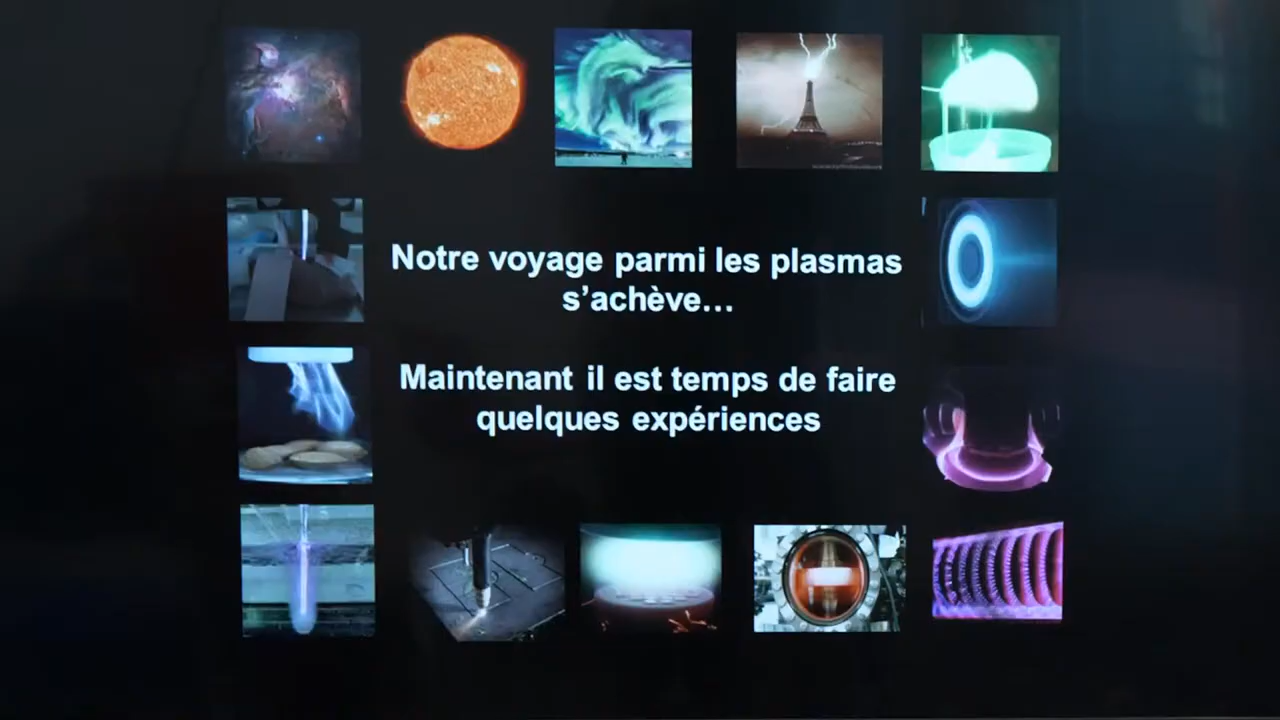 Notre voyage parmi les plasmas
s’achève…
Maintenant il est temps de faire
quelques expériences